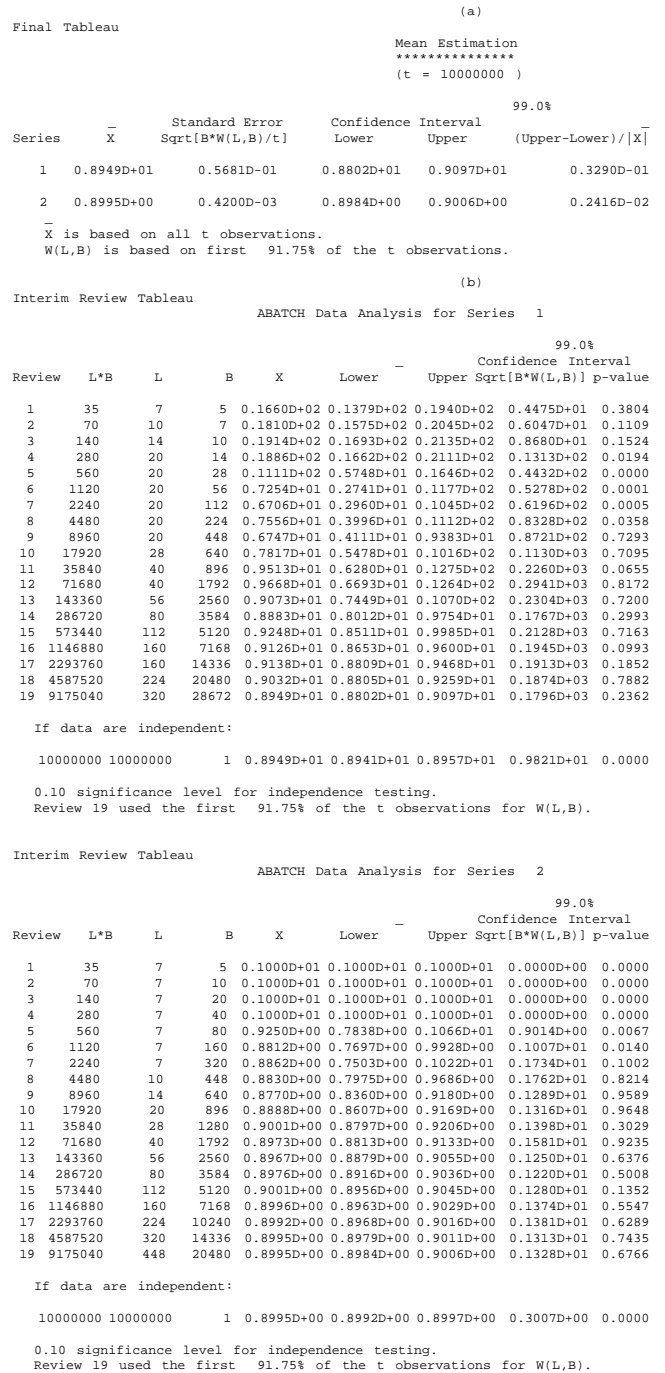 (a)
Final Tableau
Mean Estimation
***************
(t = 10000000 )
99.0%
_ Standard Error Confidence Interval _
Series X Sqrt[B*W(L,B)/t] Lower Upper (Upper-Lower)/|X|
1 0.8949D+01 0.5681D-01 0.8802D+01 0.9097D+01 0.3290D-01
2 0.8995D+00 0.4200D-03 0.8984D+00 0.9006D+00 0.2416D-02
_
X is based on all t observations.
W(L,B) is based on first 91.75% of the t observations.
(b)
Interim Review Tableau
ABATCH Data Analysis for Series 1
99.0%
_ Confidence Interval
Review L*B L B X Lower Upper Sqrt[B*W(L,B)] p-value
1 35 7 5 0.1660D+02 0.1379D+02 0.1940D+02 0.4475D+01 0.3804
2 70 10 7 0.1810D+02 0.1575D+02 0.2045D+02 0.6047D+01 0.1109
3 140 14 10 0.1914D+02 0.1693D+02 0.2135D+02 0.8680D+01 0.1524
4 280 20 14 0.1886D+02 0.1662D+02 0.2111D+02 0.1313D+02 0.0194
5 560 20 28 0.1111D+02 0.5748D+01 0.1646D+02 0.4432D+02 0.0000
6 1120 20 56 0.7254D+01 0.2741D+01 0.1177D+02 0.5278D+02 0.0001
7 2240 20 112 0.6706D+01 0.2960D+01 0.1045D+02 0.6196D+02 0.0005
8 4480 20 224 0.7556D+01 0.3996D+01 0.1112D+02 0.8328D+02 0.0358
9 8960 20 448 0.6747D+01 0.4111D+01 0.9383D+01 0.8721D+02 0.7293
10 17920 28 640 0.7817D+01 0.5478D+01 0.1016D+02 0.1130D+03 0.7095
11 35840 40 896 0.9513D+01 0.6280D+01 0.1275D+02 0.2260D+03 0.0655
12 71680 40 1792 0.9668D+01 0.6693D+01 0.1264D+02 0.2941D+03 0.8172
13 143360 56 2560 0.9073D+01 0.7449D+01 0.1070D+02 0.2304D+03 0.7200
14 286720 80 3584 0.8883D+01 0.8012D+01 0.9754D+01 0.1767D+03 0.2993
15 573440 112 5120 0.9248D+01 0.8511D+01 0.9985D+01 0.2128D+03 0.7163
16 1146880 160 7168 0.9126D+01 0.8653D+01 0.9600D+01 0.1945D+03 0.0993
17 2293760 160 14336 0.9138D+01 0.8809D+01 0.9468D+01 0.1913D+03 0.1852
18 4587520 224 20480 0.9032D+01 0.8805D+01 0.9259D+01 0.1874D+03 0.7882
19 9175040 320 28672 0.8949D+01 0.8802D+01 0.9097D+01 0.1796D+03 0.2362
If data are independent:
10000000 10000000 1 0.8949D+01 0.8941D+01 0.8957D+01 0.9821D+01 0.0000
0.10 significance level for independence testing.
Review 19 used the first 91.75% of the t observations for W(L,B).
Interim Review Tableau
ABATCH Data Analysis for Series 2
99.0%
_ Confidence Interval
Review L*B L B X Lower Upper Sqrt[B*W(L,B)] p-value
1 35 7 5 0.1000D+01 0.1000D+01 0.1000D+01 0.0000D+00 0.0000
2 70 7 10 0.1000D+01 0.1000D+01 0.1000D+01 0.0000D+00 0.0000
3 140 7 20 0.1000D+01 0.1000D+01 0.1000D+01 0.0000D+00 0.0000
4 280 7 40 0.1000D+01 0.1000D+01 0.1000D+01 0.0000D+00 0.0000
5 560 7 80 0.9250D+00 0.7838D+00 0.1066D+01 0.9014D+00 0.0067
6 1120 7 160 0.8812D+00 0.7697D+00 0.9928D+00 0.1007D+01 0.0140
7 2240 7 320 0.8862D+00 0.7503D+00 0.1022D+01 0.1734D+01 0.1002
8 4480 10 448 0.8830D+00 0.7975D+00 0.9686D+00 0.1762D+01 0.8214
9 8960 14 640 0.8770D+00 0.8360D+00 0.9180D+00 0.1289D+01 0.9589
10 17920 20 896 0.8888D+00 0.8607D+00 0.9169D+00 0.1316D+01 0.9648
11 35840 28 1280 0.9001D+00 0.8797D+00 0.9206D+00 0.1398D+01 0.3029
12 71680 40 1792 0.8973D+00 0.8813D+00 0.9133D+00 0.1581D+01 0.9235
13 143360 56 2560 0.8967D+00 0.8879D+00 0.9055D+00 0.1250D+01 0.6376
14 286720 80 3584 0.8976D+00 0.8916D+00 0.9036D+00 0.1220D+01 0.5008
15 573440 112 5120 0.9001D+00 0.8956D+00 0.9045D+00 0.1280D+01 0.1352
16 1146880 160 7168 0.8996D+00 0.8963D+00 0.9029D+00 0.1374D+01 0.5547
17 2293760 224 10240 0.8992D+00 0.8968D+00 0.9016D+00 0.1381D+01 0.6289
18 4587520 320 14336 0.8995D+00 0.8979D+00 0.9011D+00 0.1313D+01 0.7435
19 9175040 448 20480 0.8995D+00 0.8984D+00 0.9006D+00 0.1328D+01 0.6766
If data are independent:
10000000 10000000 1 0.8995D+00 0.8992D+00 0.8997D+00 0.3007D+00 0.0000
0.10 significance level for independence testing.
Review 19 used the first 91.75% of the t observations for W(L,B).